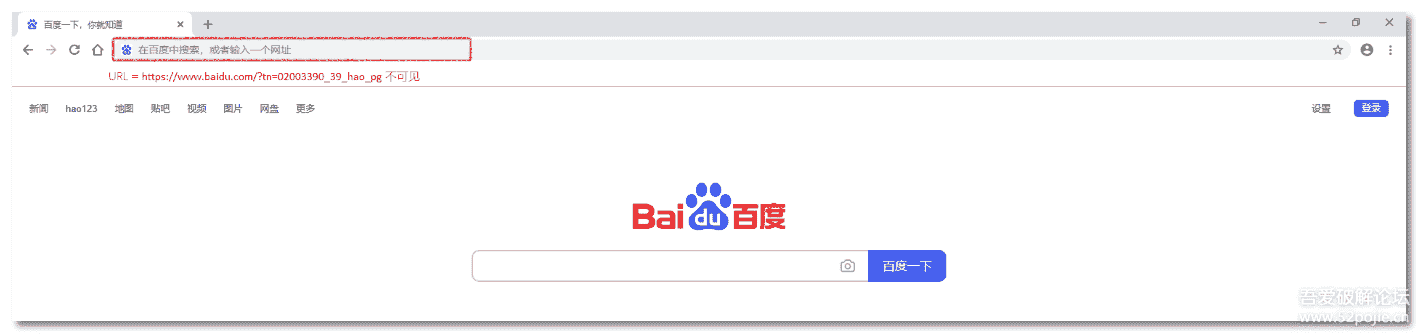 百度一下，你就知道
在百度中搜索，或者输入一个网址
URL = https://www.baidu.com/?tn=02003390_39_hao_pg 不可见
新闻 hao123 地图 贴吧 视频 图片 网盘 更多 设置 登录
Bai du 百度
百度一下
吾爱破解论坛
www.52pojie.cn